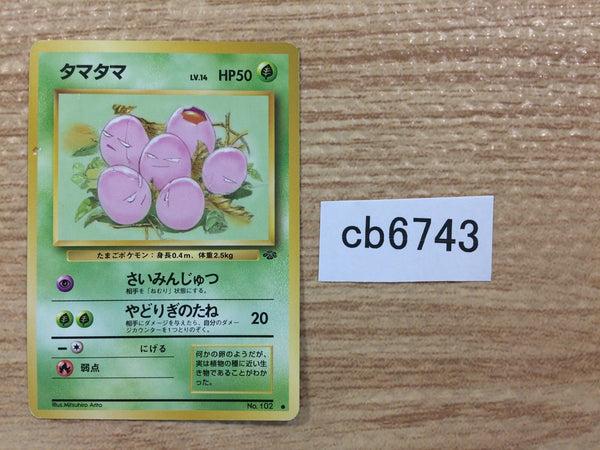 タマタマ LV.14 HP50
たまごポケモン：身長0.4m、体重2.5kg
さいみんじゅつ
相手を「ねむり」状態にする。
やどりぎのたね 20
相手にダメージを与えたら、自分のダメー
ジカウンターを1つとりのぞく。
にげる
弱点
何かの卵のようだが、
実は植物の種に近い生
き物であることがわ
かった。
Illus.Mitsuhiro Arita
No. 102
cb6743